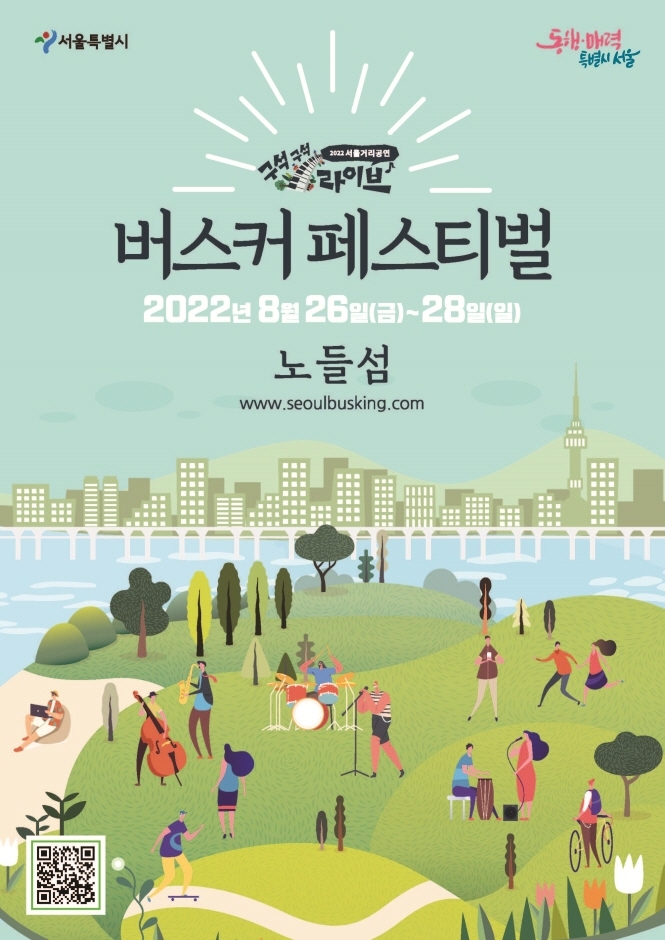 서울특별시
동행·매력
특별시 서울
2022 서울거리공연
구석구석
라이브
버스커 페스티벌
2022년 8월 26일(금)~28일(일)
노들섬
www.seoulbusking.com